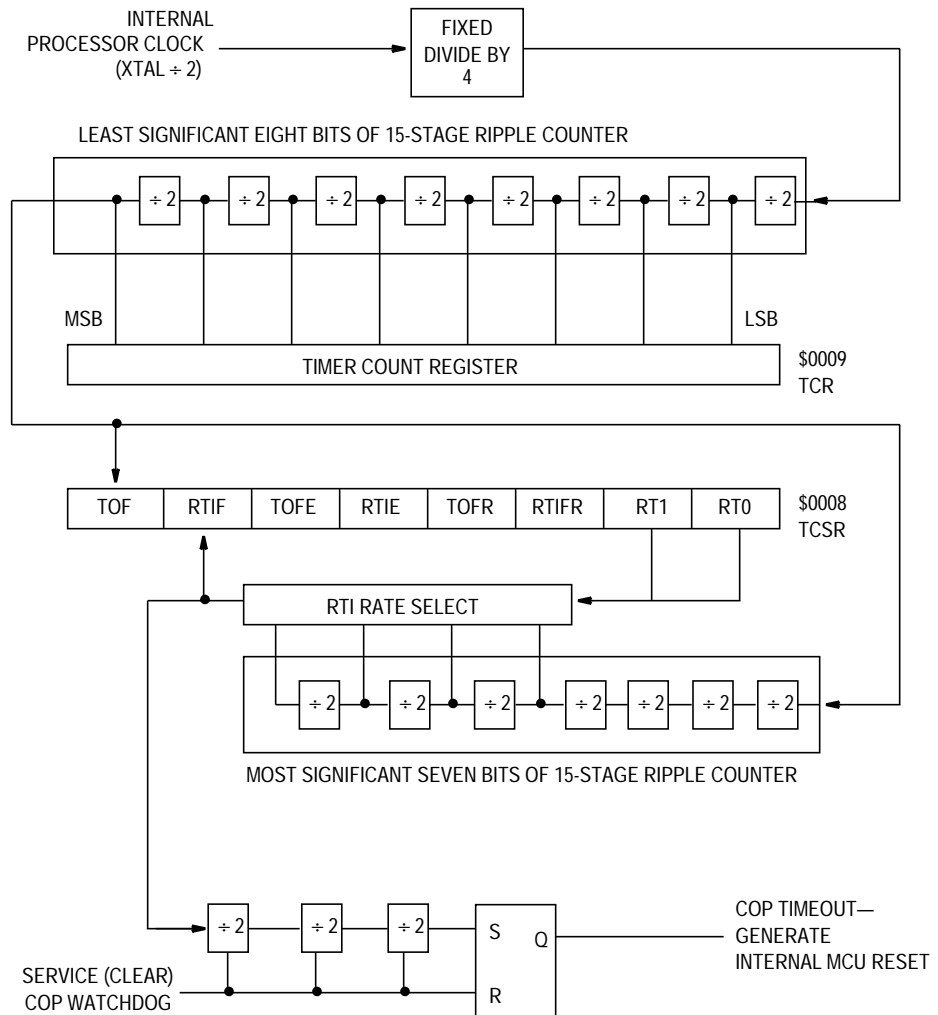 INTERNAL
PROCESSOR CLOCK
(XTAL ÷ 2)
FIXED
DIVIDE BY
4
LEAST SIGNIFICANT EIGHT BITS OF 15-STAGE RIPPLE COUNTER
÷ 2 ÷ 2 ÷ 2 ÷ 2 ÷ 2 ÷ 2 ÷ 2 ÷ 2
MSB LSB
TIMER COUNT REGISTER
$0009
TCR
TOF RTIF TOFE RTIE TOFR RTIFR RT1 RT0
$0008
TCSR
RTI RATE SELECT
÷ 2 ÷ 2 ÷ 2 ÷ 2 ÷ 2 ÷ 2 ÷ 2
MOST SIGNIFICANT SEVEN BITS OF 15-STAGE RIPPLE COUNTER
÷ 2 ÷ 2 ÷ 2
S Q
R
COP TIMEOUT—
GENERATE
INTERNAL MCU RESET
SERVICE (CLEAR)
COP WATCHDOG